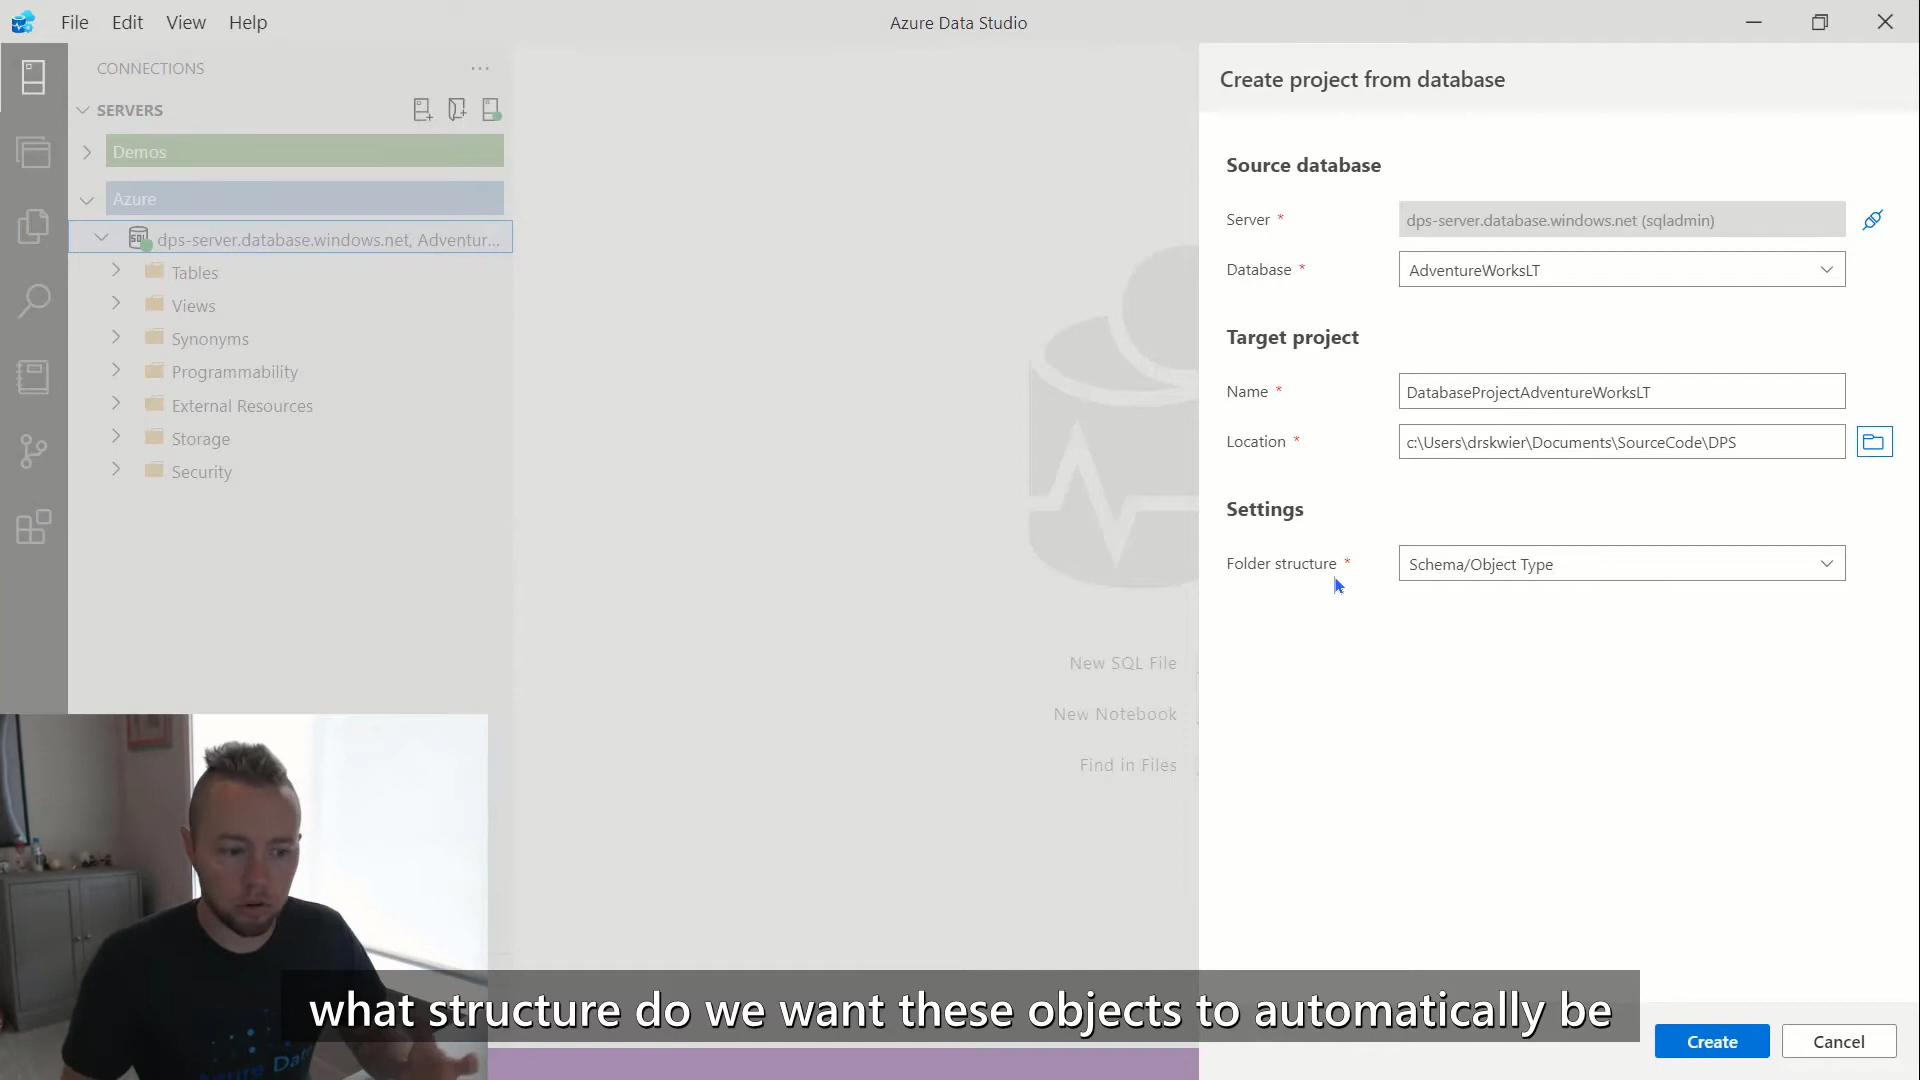 File Edit View Help
Azure Data Studio
CONNECTIONS
SERVERS
Demos
Azure
dps-server.database.windows.net, Adventur...
Tables
Views
Synonyms
Programmability
External Resources
Storage
Security
New SQL File
New Notebook
Find in Files
Create project from database
Source database
Server * dps-server.database.windows.net (sqladmin)
Database * AdventureWorksLT
Target project
Name * DatabaseProjectAdventureWorksLT
Location * c:\Users\drskwier\Documents\SourceCode\DPS
Settings
Folder structure * Schema/Object Type
what structure do we want these objects to automatically be
Create Cancel